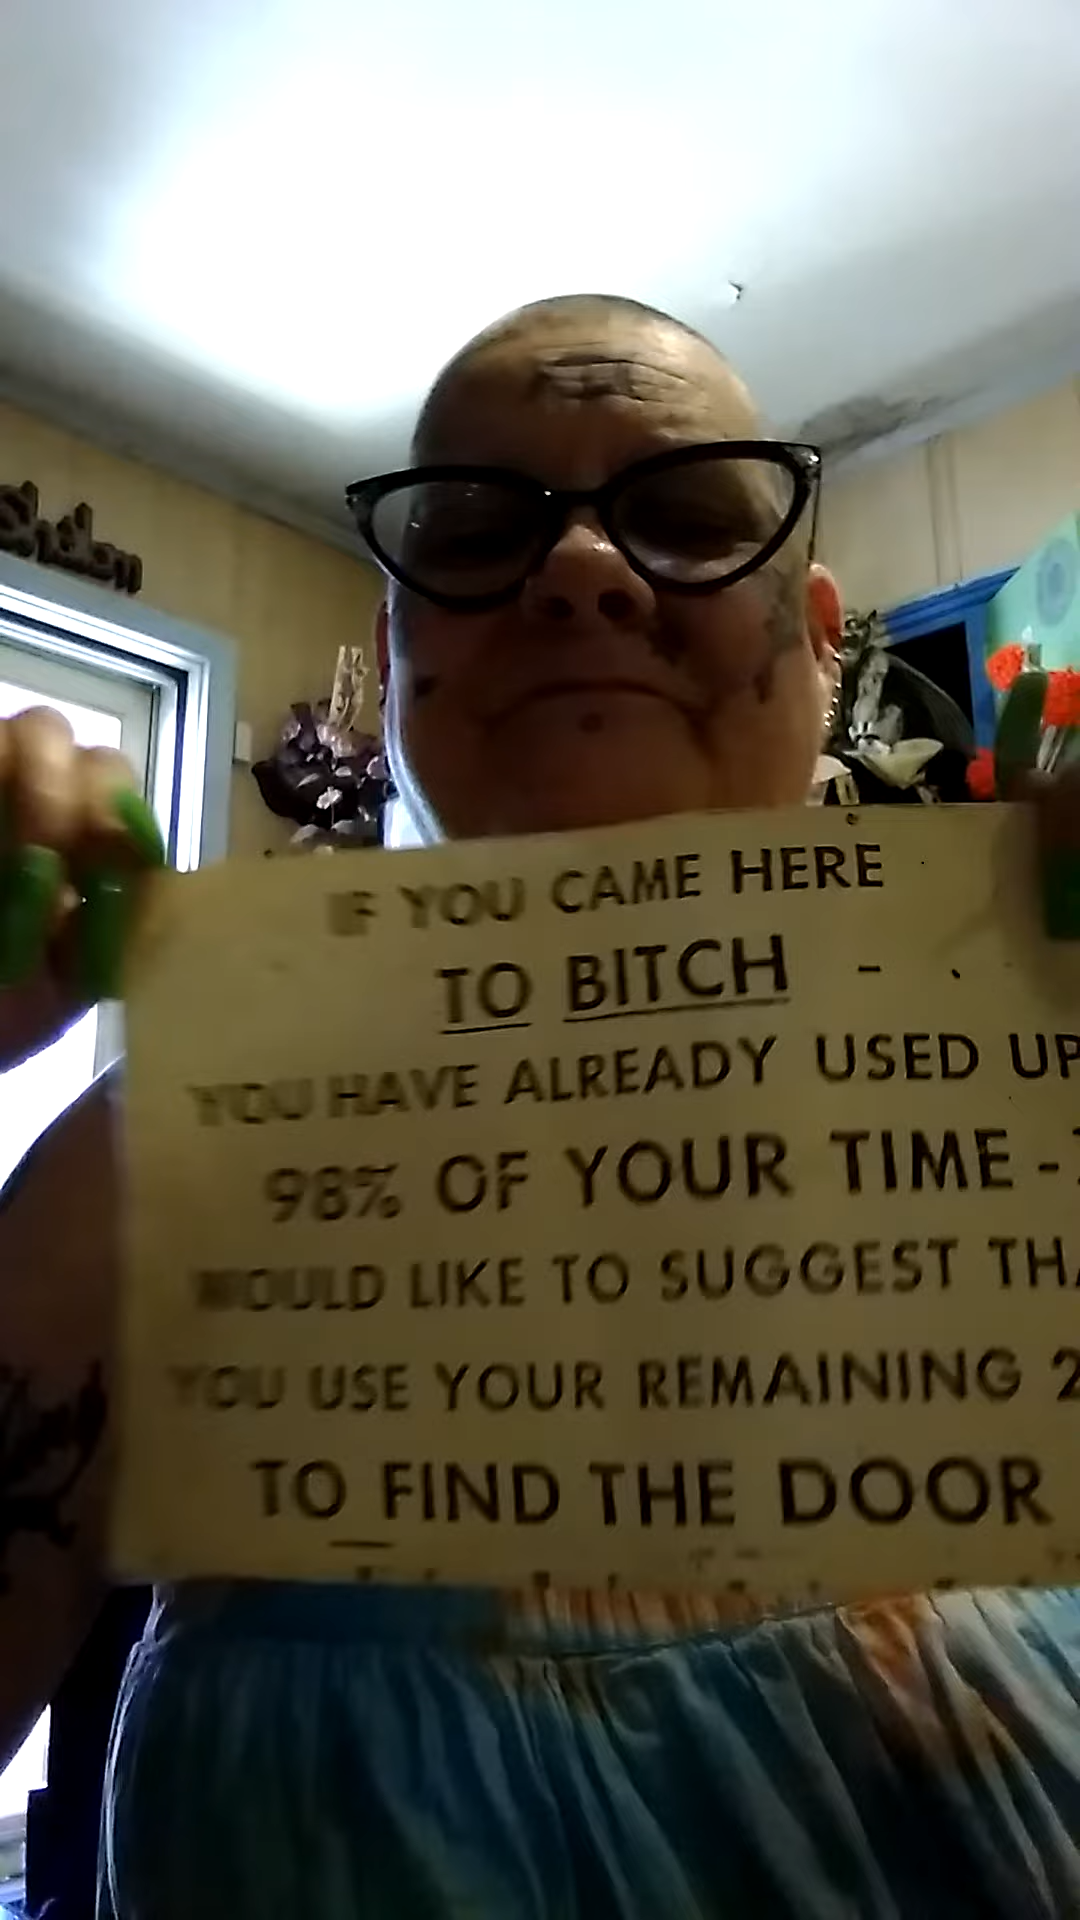 IF YOU CAME HERE
TO BITCH -
YOU HAVE ALREADY USED UP
98% OF YOUR TIME -
WOULD LIKE TO SUGGEST
YOU USE YOUR REMAINING 2
TO FIND THE DOOR